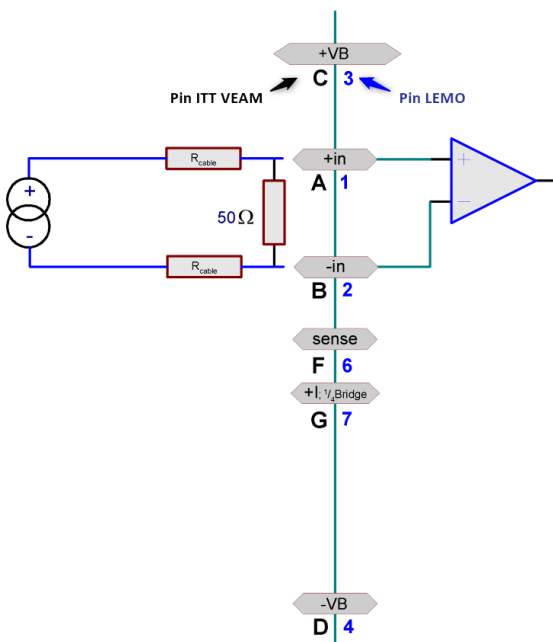 +VB
C 3
Pin ITT VEAM
Pin LEMO
Rcable
+in
A 1
+
+
50Ω
-
−
Rcable
-in
B 2
sense
F 6
+I; 1/4Bridge
G 7
-VB
D 4